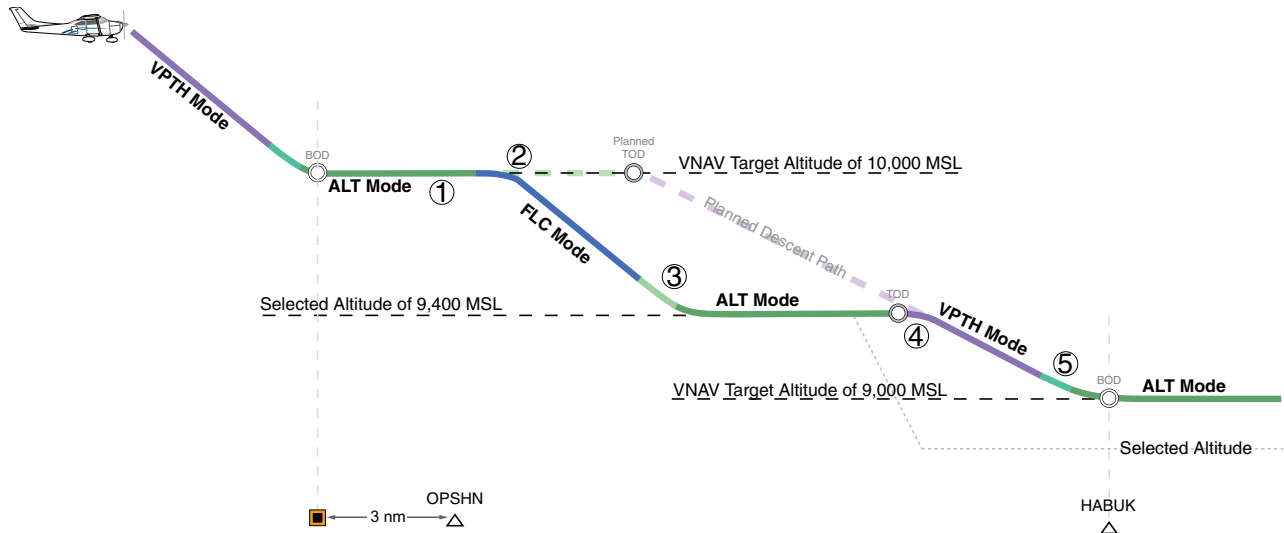 VPTH Mode
BOD
ALT Mode
①
②
Planned
TOD
VNAV Target Altitude of 10,000 MSL
FLC Mode
Planned Descent Path
③
Selected Altitude of 9,400 MSL
ALT Mode
TOD
④
VPTH Mode
⑤
VNAV Target Altitude of 9,000 MSL
BOD
ALT Mode
Selected Altitude
OPSHN
3 nm
HABUK